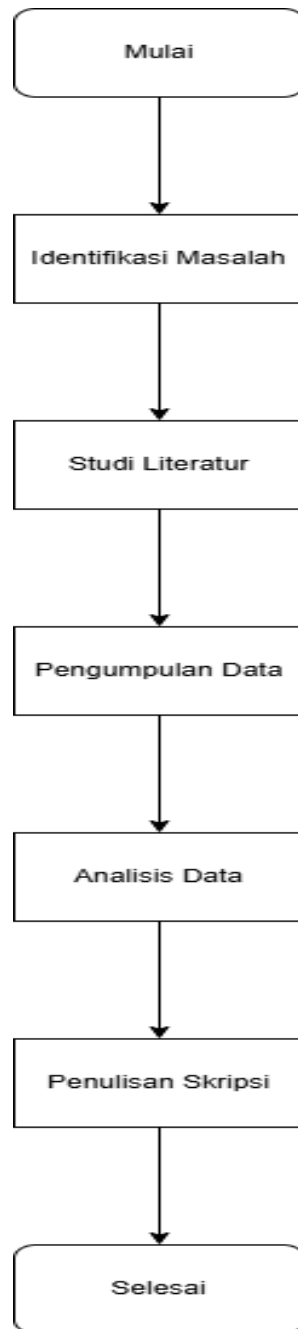 Mulai
Identifikasi Masalah
Studi Literatur
Pengumpulan Data
Analisis Data
Penulisan Skripsi
Selesai